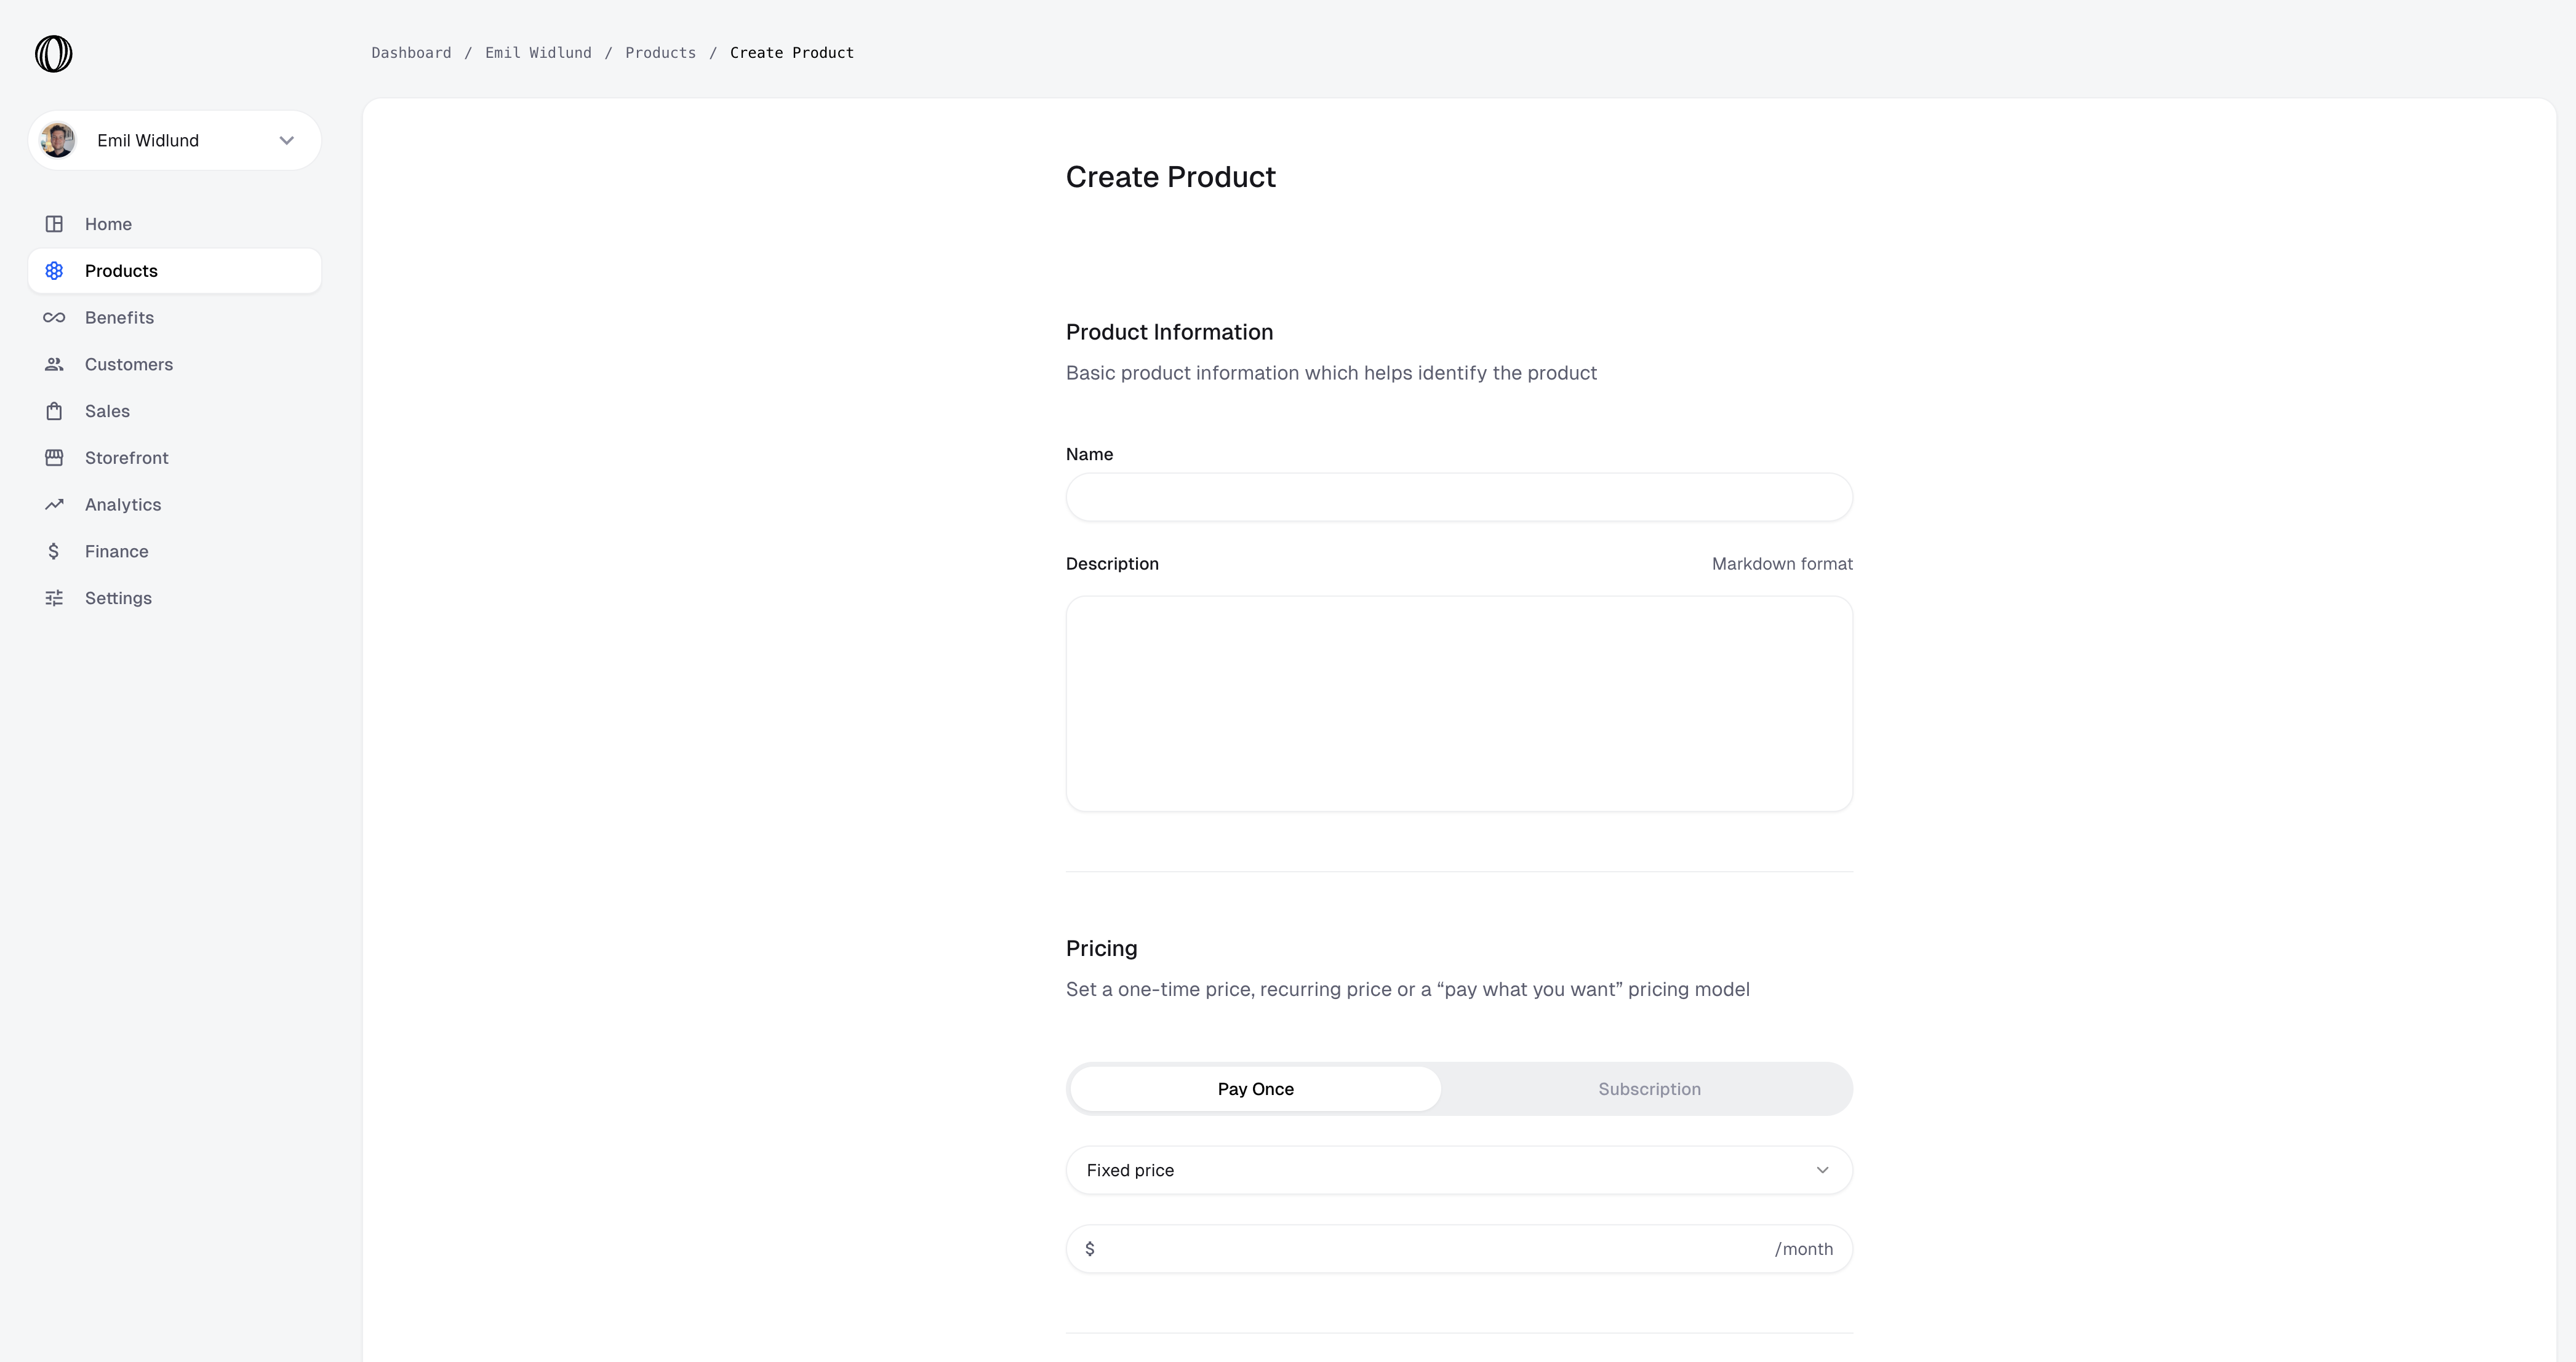 Dashboard / Emil Widlund / Products / Create Product
Emil Widlund
Home
Products
Benefits
Customers
Sales
Storefront
Analytics
Finance
Settings
Create Product
Product Information
Basic product information which helps identify the product
Name
Description Markdown format
Pricing
Set a one-time price, recurring price or a “pay what you want” pricing model
Pay Once Subscription
Fixed price
$ /month